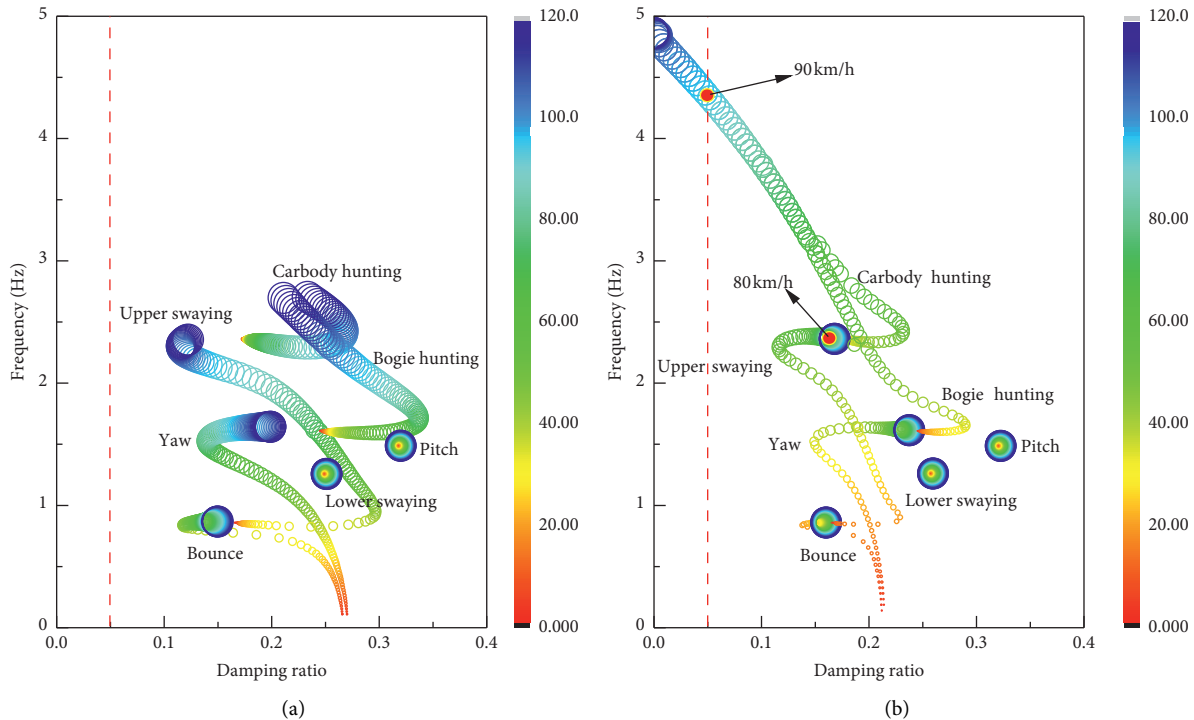 5
4
3
2
1
0
Frequency (Hz)
0.0
0.1
0.2
0.3
0.4
Damping ratio
Carbody hunting
Upper swaying
Bogie hunting
Yaw
Pitch
Lower swaying
Bounce
120.0
100.0
80.00
60.00
40.00
20.00
0.000
(a)
5
4
3
2
1
0
Frequency (Hz)
0.0
0.1
0.2
0.3
0.4
Damping ratio
90 km/h
Carbody hunting
80 km/h
Upper swaying
Bogie hunting
Yaw
Pitch
Lower swaying
Bounce
120.0
100.0
80.00
60.00
40.00
20.00
0.000
(b)